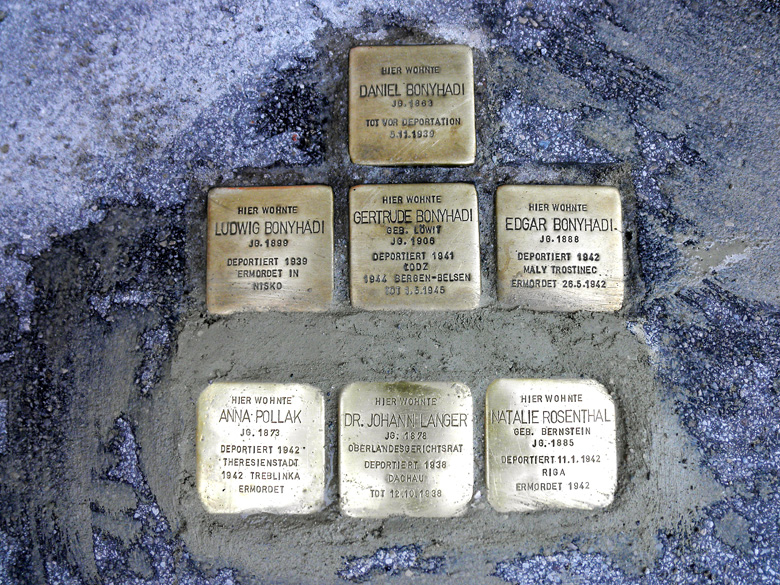 HIER WOHNTE
DANIEL BONYHADI
JG. 1863
TOT VOR DEPORTATION
5.11.1939
HIER WOHNTE
LUDWIG BONYHADI
JG. 1899
DEPORTIERT 1939
ERMORDET IN
NISKO
HIER WOHNTE
GERTRUDE BONYHADI
GEB. LÖWIT
JG. 1906
DEPORTIERT 1941
ŁODZ
1944 BERGEN-BELSEN
TOT 1945
HIER WOHNTE
EDGAR BONYHADI
JG. 1888
DEPORTIERT 1942
MALY TROSTINEC
ERMORDET 26.5.1942
HIER WOHNTE
ANNA POLLAK
JG. 1873
DEPORTIERT 1942
THERESIENSTADT
1942 TREBLINKA
ERMORDET
HIER WOHNTE
DR. JOHANN LANGER
JG. 1878
OBERLANDESGERICHTSRAT
DEPORTIERT 1938
DACHAU
TOT 12.10.1938
HIER WOHNTE
NATALIE ROSENTHAL
GEB. BERNSTEIN
JG. 1885
DEPORTIERT 11.1.1942
RIGA
ERMORDET 1942